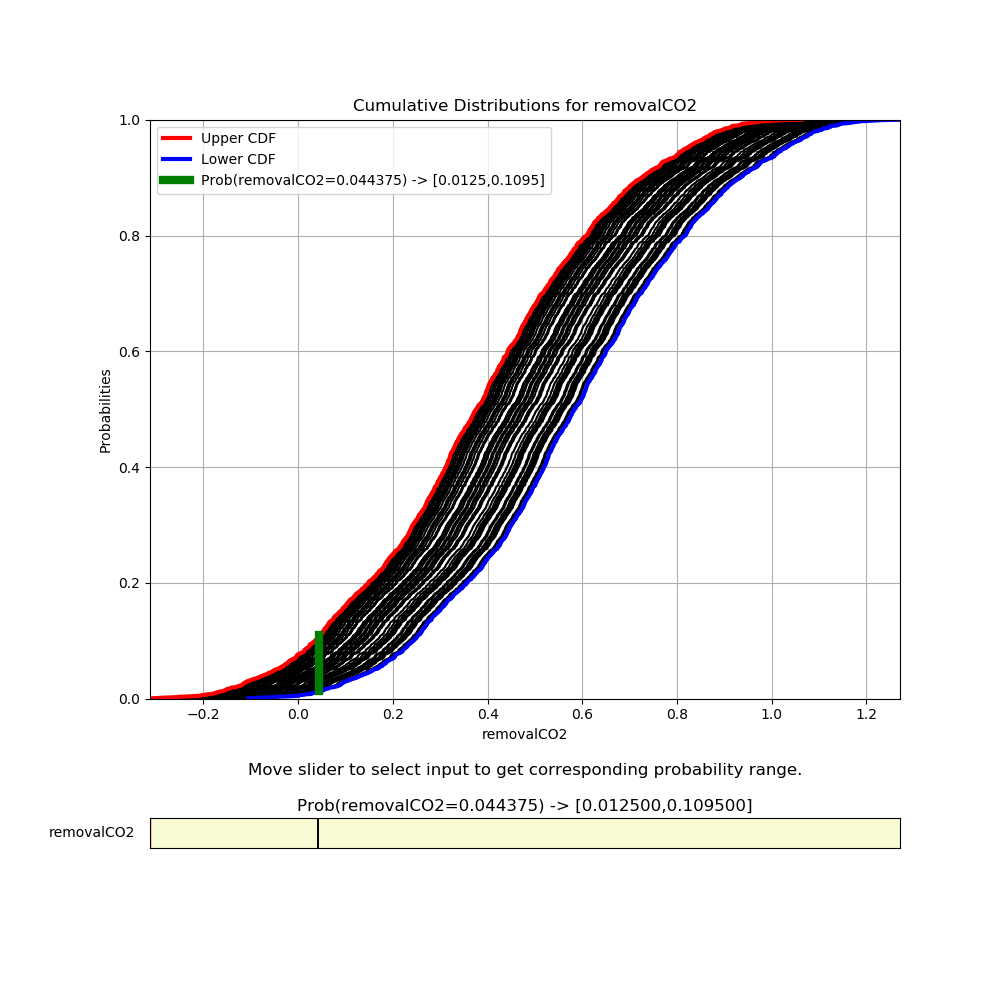 Cumulative Distributions for removalCO2
1.0
Upper CDF
Lower CDF
Prob(removalCO2=0.044375) -> [0.0125,0.1095]
0.8
0.6
Probabilities
0.4
0.2
0.0
−0.2 0.0 0.2 0.4 0.6 0.8 1.0 1.2
removalCO2
Move slider to select input to get corresponding probability range.
Prob(removalCO2=0.044375) -> [0.012500,0.109500]
removalCO2